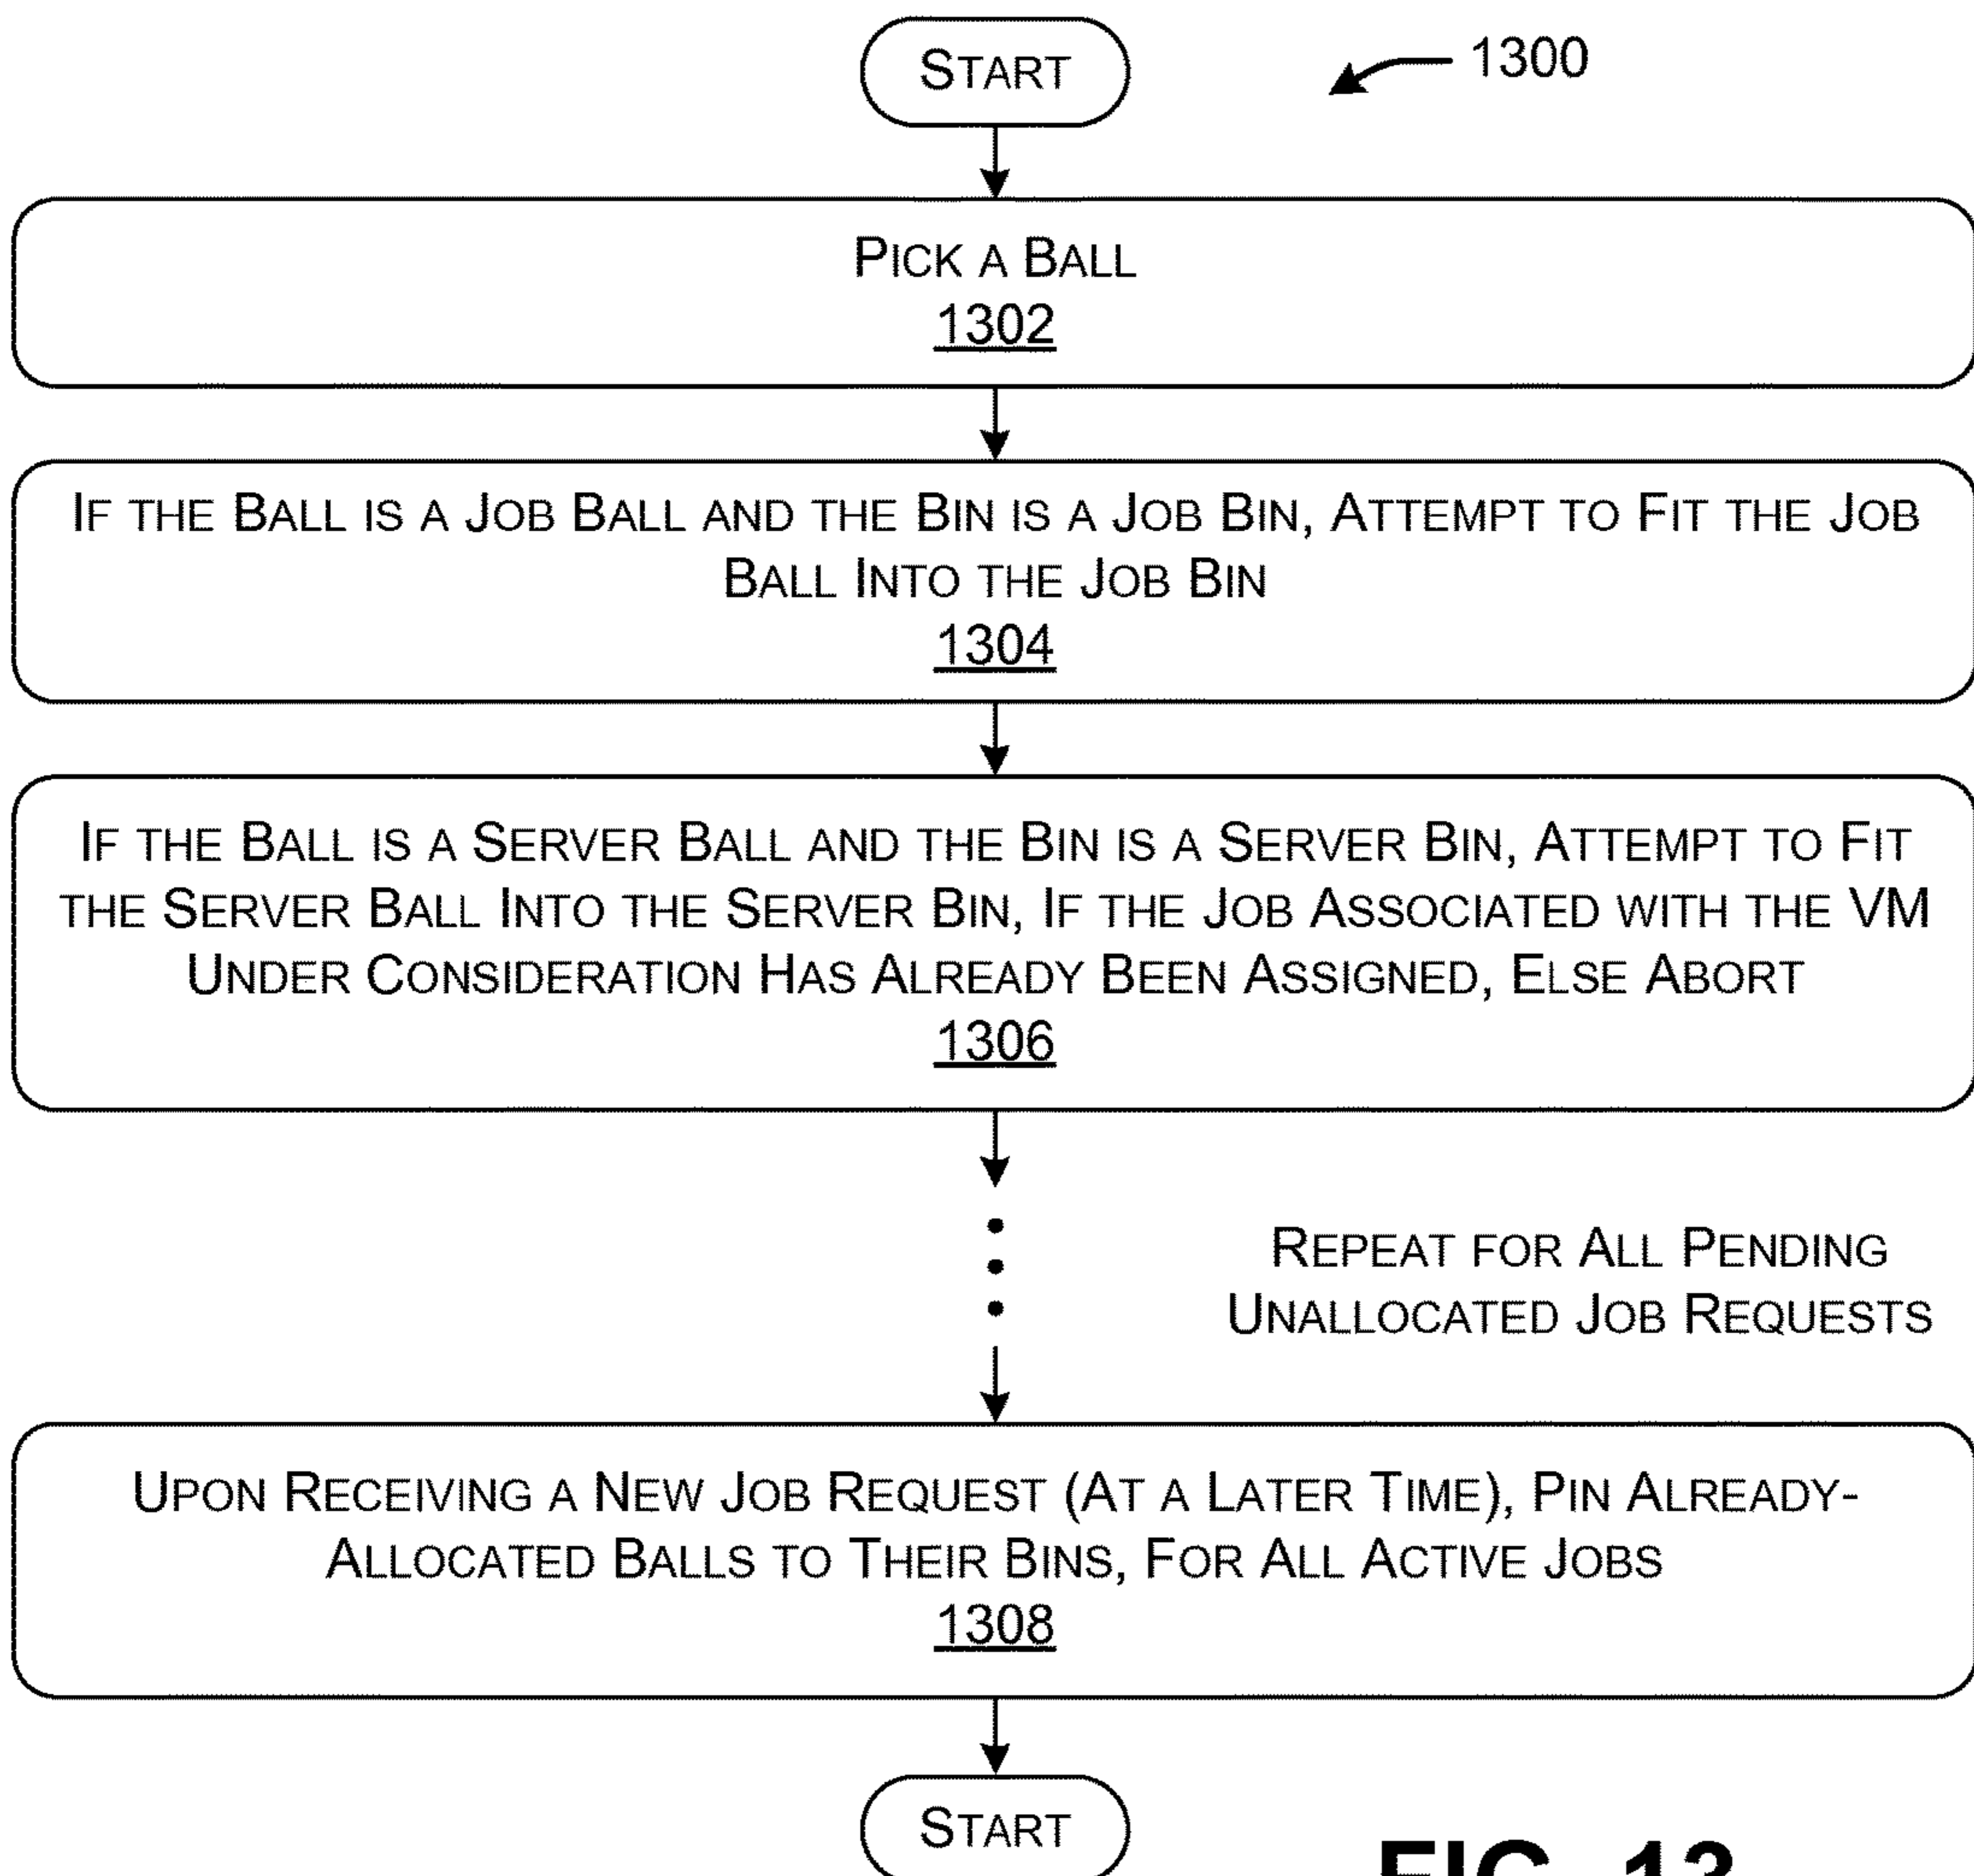 START
1300
PICK A BALL
1302
IF THE BALL IS A JOB BALL AND THE BIN IS A JOB BIN, ATTEMPT TO FIT THE JOB
BALL INTO THE JOB BIN
1304
IF THE BALL IS A SERVER BALL AND THE BIN IS A SERVER BIN, ATTEMPT TO FIT
THE SERVER BALL INTO THE SERVER BIN, IF THE JOB ASSOCIATED WITH THE VM
UNDER CONSIDERATION HAS ALREADY BEEN ASSIGNED, ELSE ABORT
1306
REPEAT FOR ALL PENDING
UNALLOCATED JOB REQUESTS
UPON RECEIVING A NEW JOB REQUEST (AT A LATER TIME), PIN ALREADY-
ALLOCATED BALLS TO THEIR BINS, FOR ALL ACTIVE JOBS
1308
START
FIG. 13